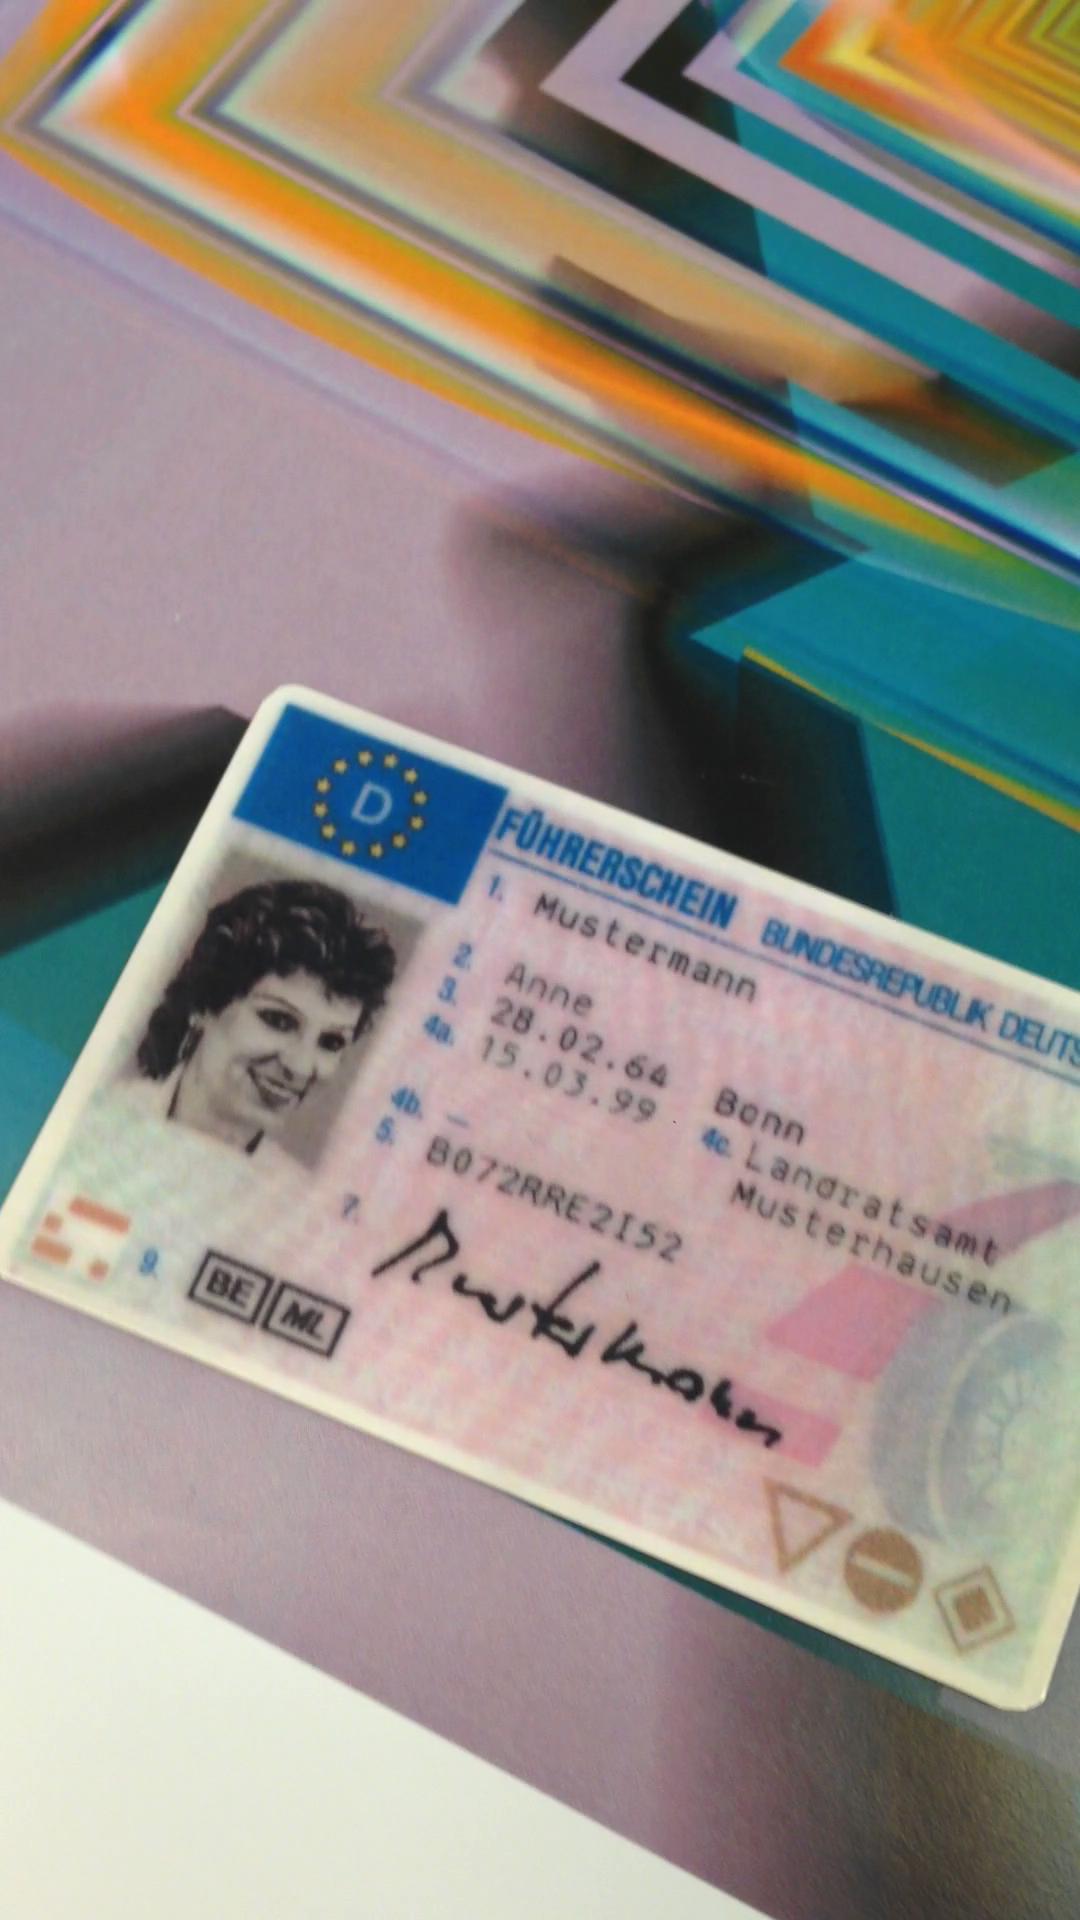 D
FÜHRERSCHEIN BUNDESREPUBLIK
1. Mustermann
2. Anne
3. 28.02.64 Bonn
4a. 15.03.99 4c. Landratsamt
Musterhausen
4b. –
5. B072RRE2I52
7. Mustermann
9. BE ML